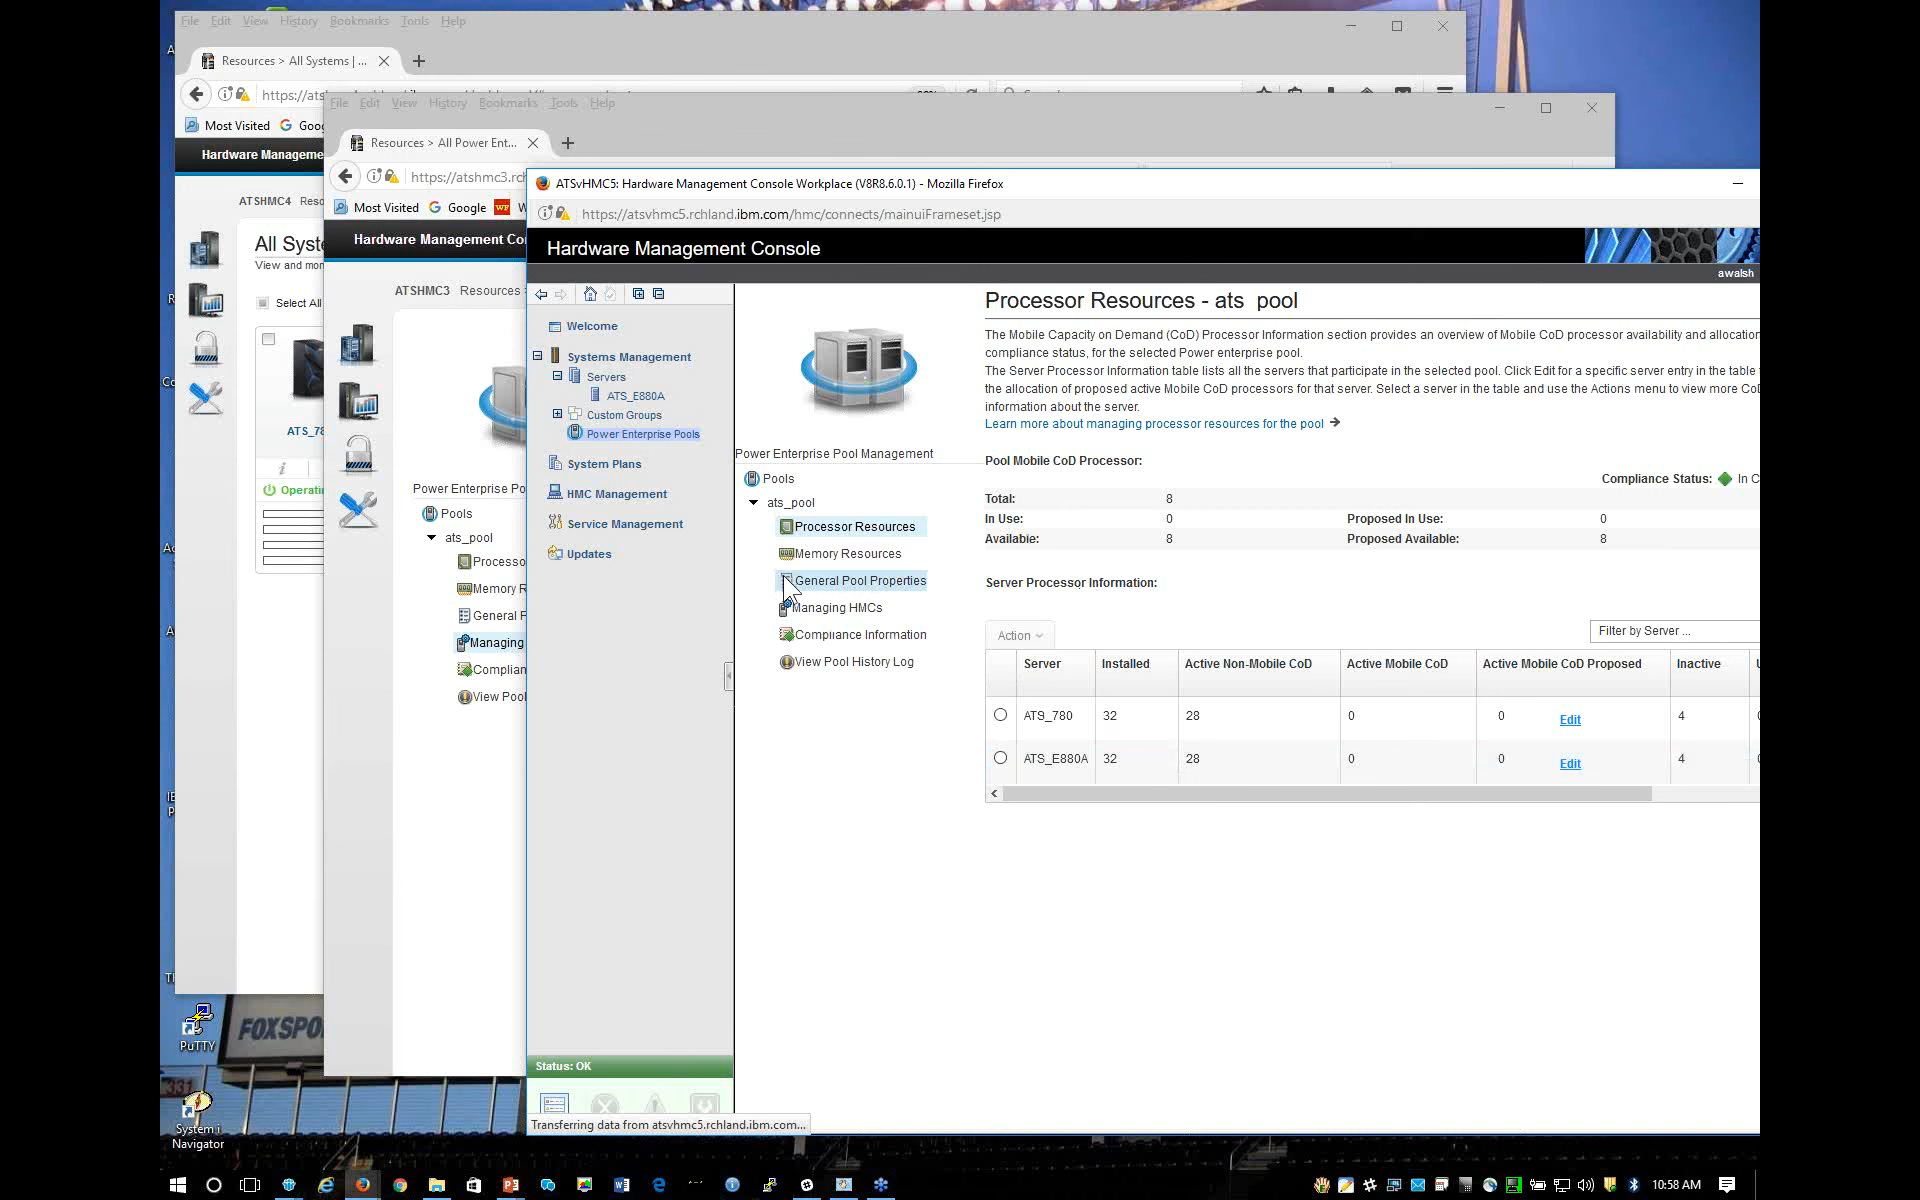 File Edit View History Bookmarks Tools Help
Resources > All Systems | ...
https://ats
Most Visited
Hardware Manageme
ATSHMC4
All Syste
View and mon
Select All
ATS_78
Operatin
File Edit View History Bookmarks Tools Help
Resources > All Power Ent...
https://atshmc3.rch
Most Visited Google
Hardware Management Co
ATSHMC3 Resources
Power Enterprise Po
Pools
ats_pool
Processo
Memory R
General F
Managing
Complian
View Pool
ATSvHMC5: Hardware Management Console Workplace (V8R8.6.0.1) - Mozilla Firefox
https://atsvhmc5.rchland.ibm.com/hmc/connects/mainuiFrameset.jsp
Hardware Management Console
awalsh
Welcome
Systems Management
Servers
ATS_E880A
Custom Groups
Power Enterprise Pools
System Plans
HMC Management
Service Management
Updates
Status: OK
Transferring data from atsvhmc5.rchland.ibm.com...
Power Enterprise Pool Management
Pools
ats_pool
Processor Resources
Memory Resources
General Pool Properties
Managing HMCs
Compliance Information
View Pool History Log
Processor Resources - ats pool
The Mobile Capacity on Demand (CoD) Processor Information section provides an overview of Mobile CoD processor availability and allocation
compliance status, for the selected Power enterprise pool.
The Server Processor Information table lists all the servers that participate in the selected pool. Click Edit for a specific server entry in the table
the allocation of proposed active Mobile CoD processors for that server. Select a server in the table and use the Actions menu to view more CoD
information about the server.
Learn more about managing processor resources for the pool
Pool Mobile CoD Processor:
Compliance Status: In C
Total: 8
In Use: 0 Proposed In Use: 0
Available: 8 Proposed Available: 8
Server Processor Information:
Action
Filter by Server ...
Server Installed Active Non-Mobile CoD Active Mobile CoD Active Mobile CoD Proposed Inactive
ATS_780 32 28 0 0 Edit 4
ATS_E880A 32 28 0 0 Edit 4
FOXSPO
331
PuTTY
System i
Navigator
10:58 AM